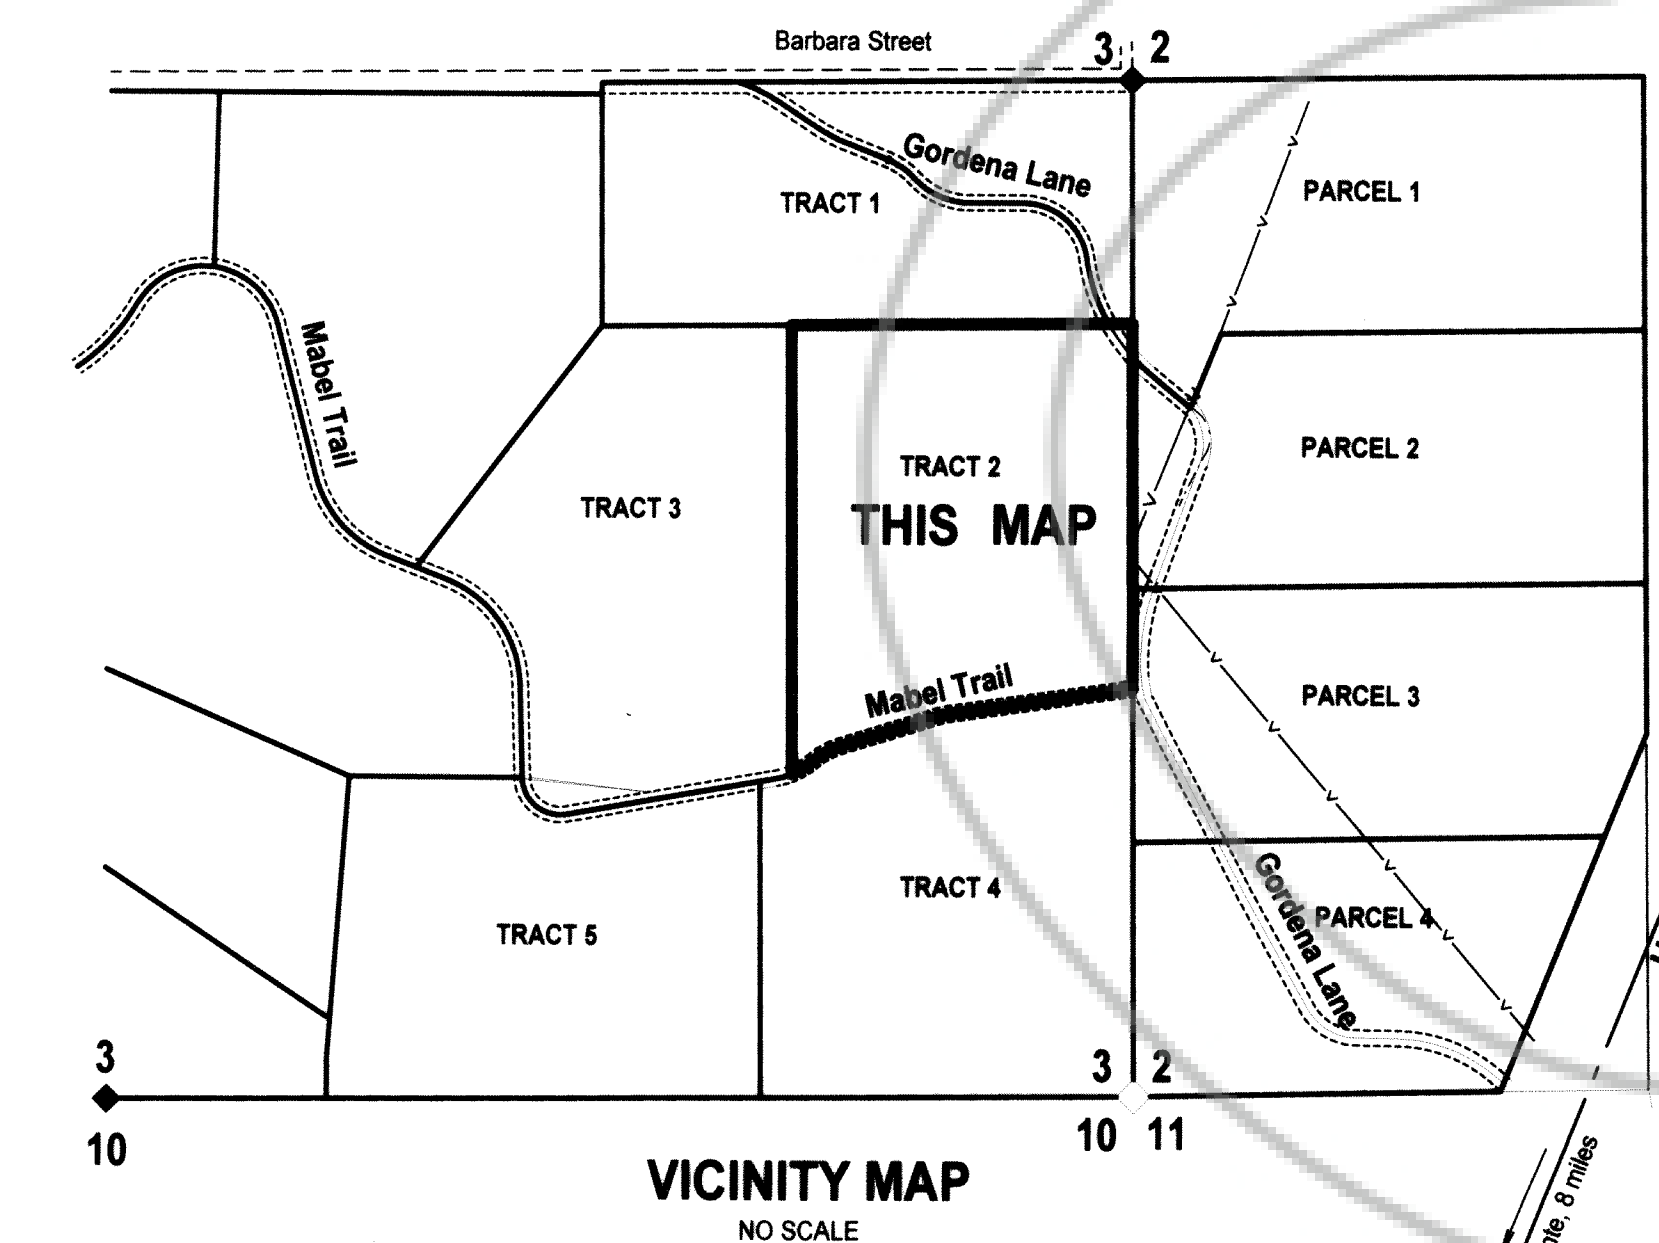 Barbara Street
3 2
Gordena Lane
TRACT 1
PARCEL 1
Mabel Trail
TRACT 2
THIS MAP
PARCEL 2
TRACT 3
Mabel Trail
PARCEL 3
TRACT 4
Gordena Lane
PARCEL 4
TRACT 5
3
3 2
10
10 11
VICINITY MAP
NO SCALE
8 miles